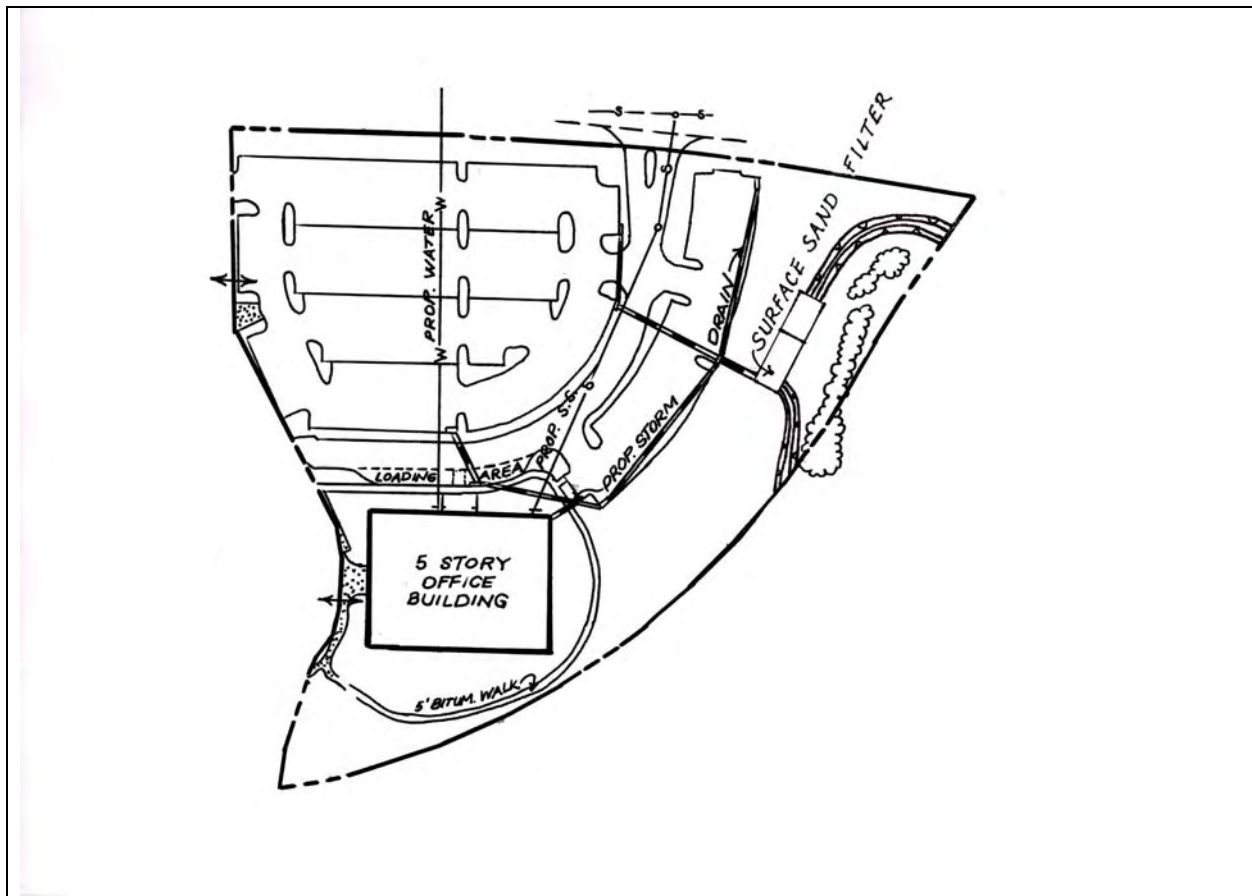 S S
SURFACE SAND FILTER
S
W
PROP. WATER
DRAIN
W
PROP. S.S.
PROP. STORM
LOADING AREA
5 STORY
OFFICE
BUILDING
5' BITUM. WALK